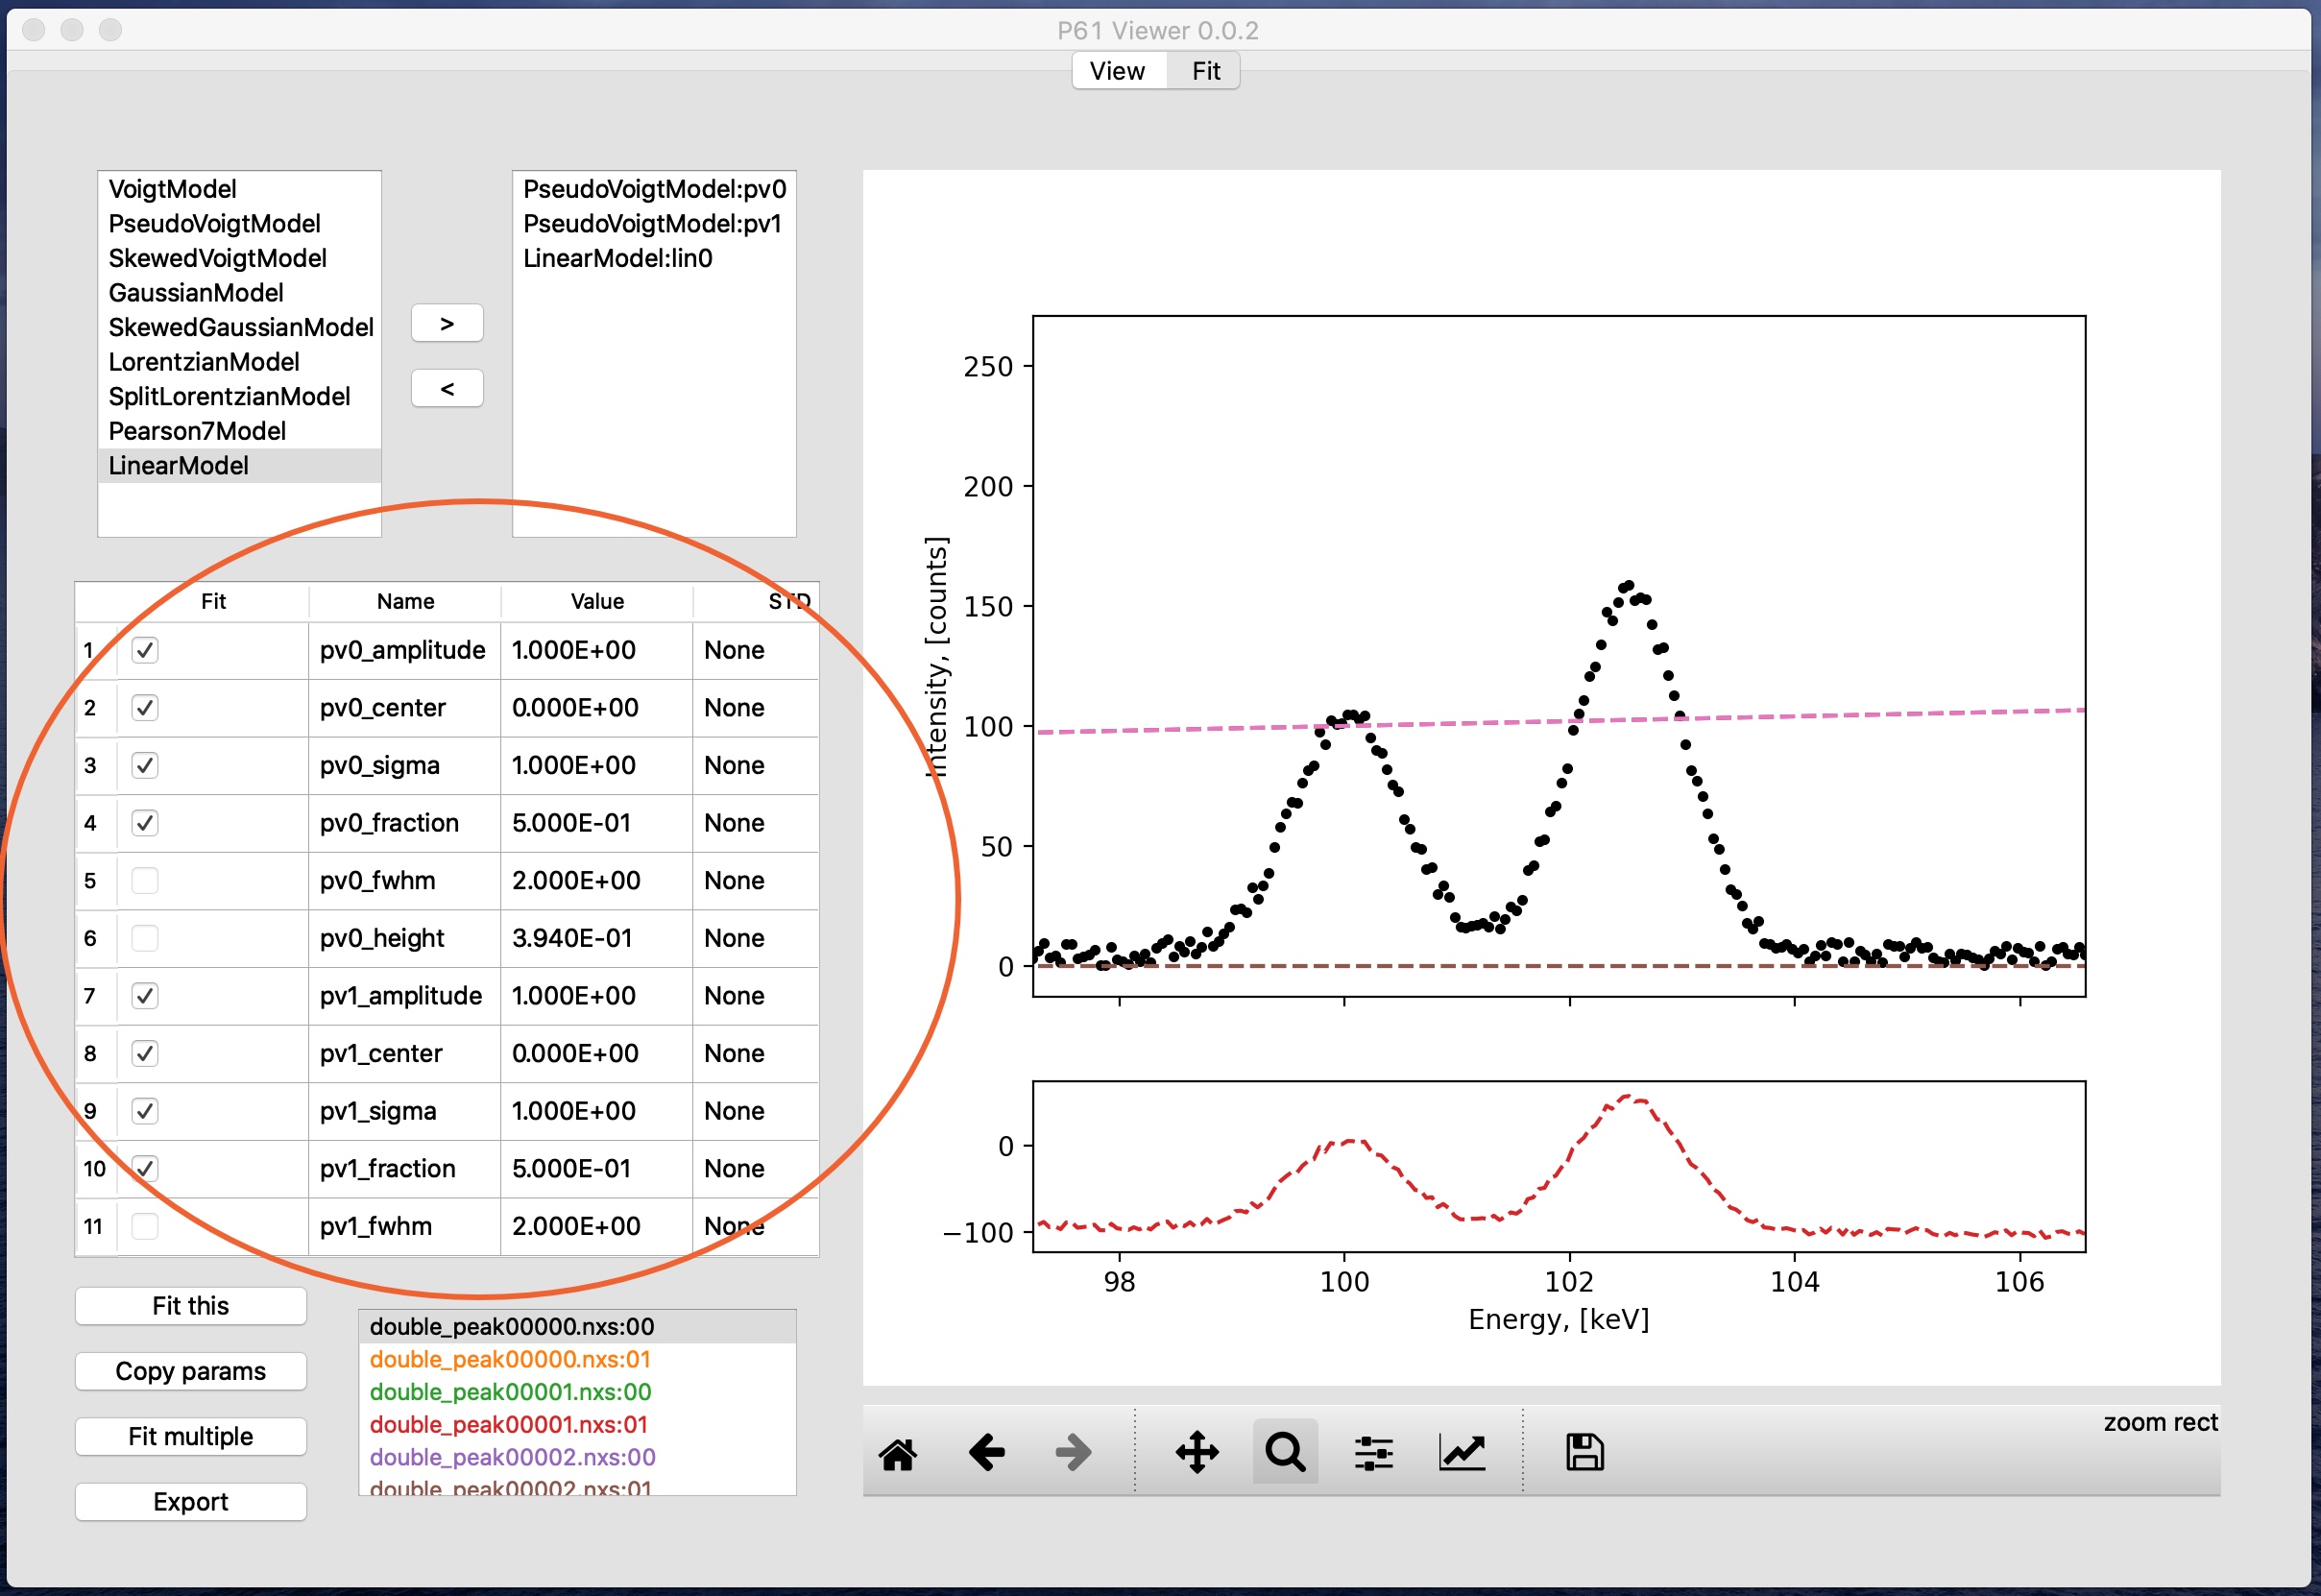 P61 Viewer 0.0.2
View Fit
VoigtModel
PseudoVoigtModel
SkewedVoigtModel
GaussianModel
SkewedGaussianModel
LorentzianModel
SplitLorentzianModel
Pearson7Model
LinearModel
>
<
PseudoVoigtModel:pv0
PseudoVoigtModel:pv1
LinearModel:lin0
Fit Name Value STD
1 pv0_amplitude 1.000E+00 None
2 pv0_center 0.000E+00 None
3 pv0_sigma 1.000E+00 None
4 pv0_fraction 5.000E-01 None
5 pv0_fwhm 2.000E+00 None
6 pv0_height 3.940E-01 None
7 pv1_amplitude 1.000E+00 None
8 pv1_center 0.000E+00 None
9 pv1_sigma 1.000E+00 None
10 pv1_fraction 5.000E-01 None
11 pv1_fwhm 2.000E+00 None
Fit this
Copy params
Fit multiple
Export
double_peak00000.nxs:00
double_peak00000.nxs:01
double_peak00001.nxs:00
double_peak00001.nxs:01
double_peak00002.nxs:00
double_peak00002.nxs:01
Intensity, [counts]
250
200
150
100
50
0
0
−100
98 100 102 104 106
Energy, [keV]
zoom rect